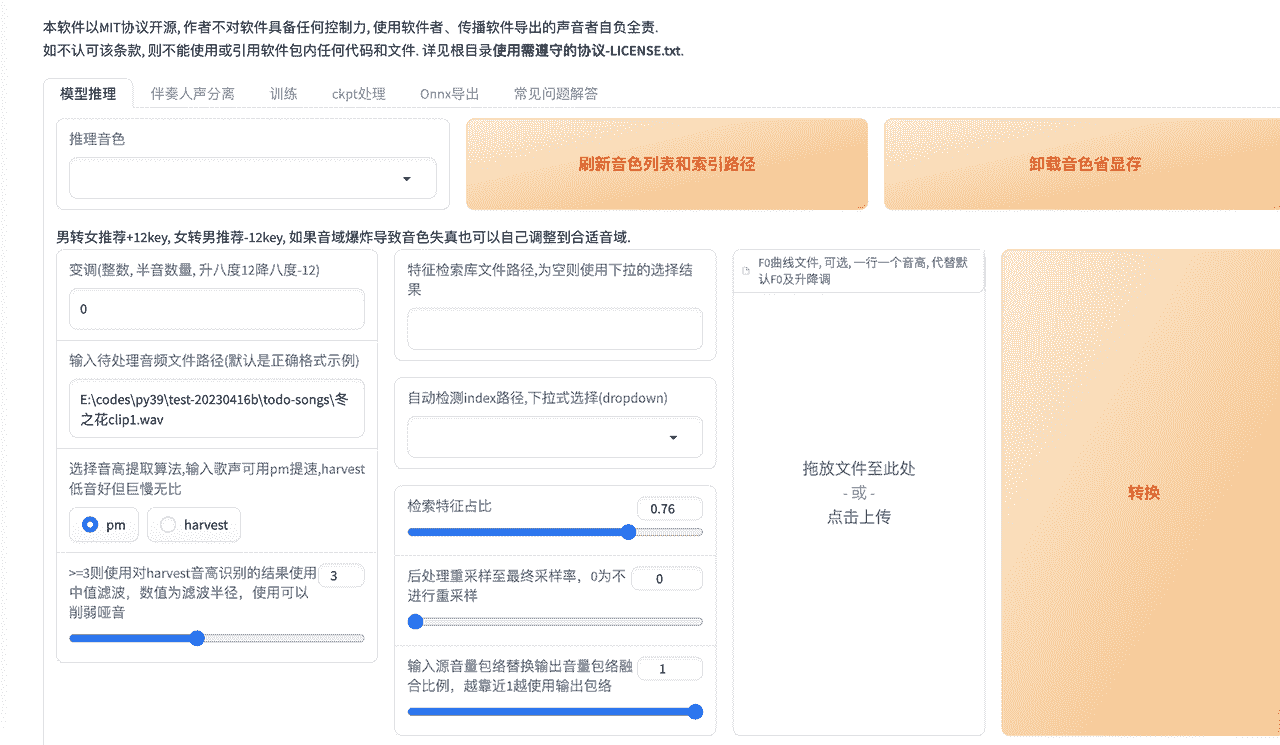 本软件以MIT协议开源, 作者不对软件具备任何控制力, 使用软件者、传播软件导出的声音者自负全责.
如不认可该条款, 则不能使用或引用软件包内任何代码和文件. 详见根目录使用需遵守的协议-LICENSE.txt.
模型推理 伴奏人声分离 训练 ckpt处理 Onnx导出 常见问题解答
推理音色
刷新音色列表和索引路径
卸载音色省显存
男转女推荐+12key, 女转男推荐-12key, 如果音域爆炸导致音色失真也可以自己调整到合适音域.
变调(整数, 半音数量, 升八度12降八度-12)
0
输入待处理音频文件路径(默认是正确格式示例)
E:\codes\py39\test-20230416b\todo-songs\冬
之花clip1.wav
选择音高提取算法,输入歌声可用pm提速,harvest
低音好但巨慢无比
pm
harvest
>=3则使用对harvest音高识别的结果使用
中值滤波，数值为滤波半径，使用可以
削弱哑音
3
特征检索库文件路径,为空则使用下拉的选择结
果
自动检测index路径,下拉式选择(dropdown)
检索特征占比
0.76
后处理重采样至最终采样率，0为不
进行重采样
0
输入源音量包络替换输出音量包络融
合比例，越靠近1越使用输出包络
1
F0曲线文件, 可选, 一行一个音高, 代替默
认F0及升降调
拖放文件至此处
- 或 -
点击上传
转换